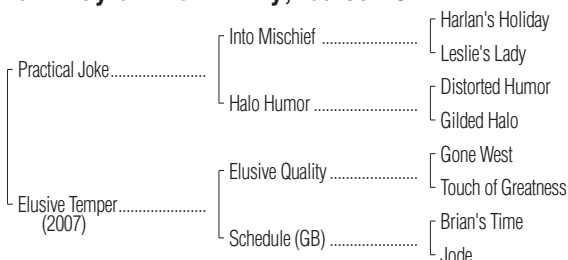 Harlan's Holiday
Into Mischief ..........................
Leslie's Lady
Practical Joke..........................
Distorted Humor
Halo Humor ..........................
Gilded Halo
Gone West
Elusive Quality ........................
Touch of Greatness
Elusive Temper........................
(2007)
Brian's Time
Schedule (GB) ........................
Jode